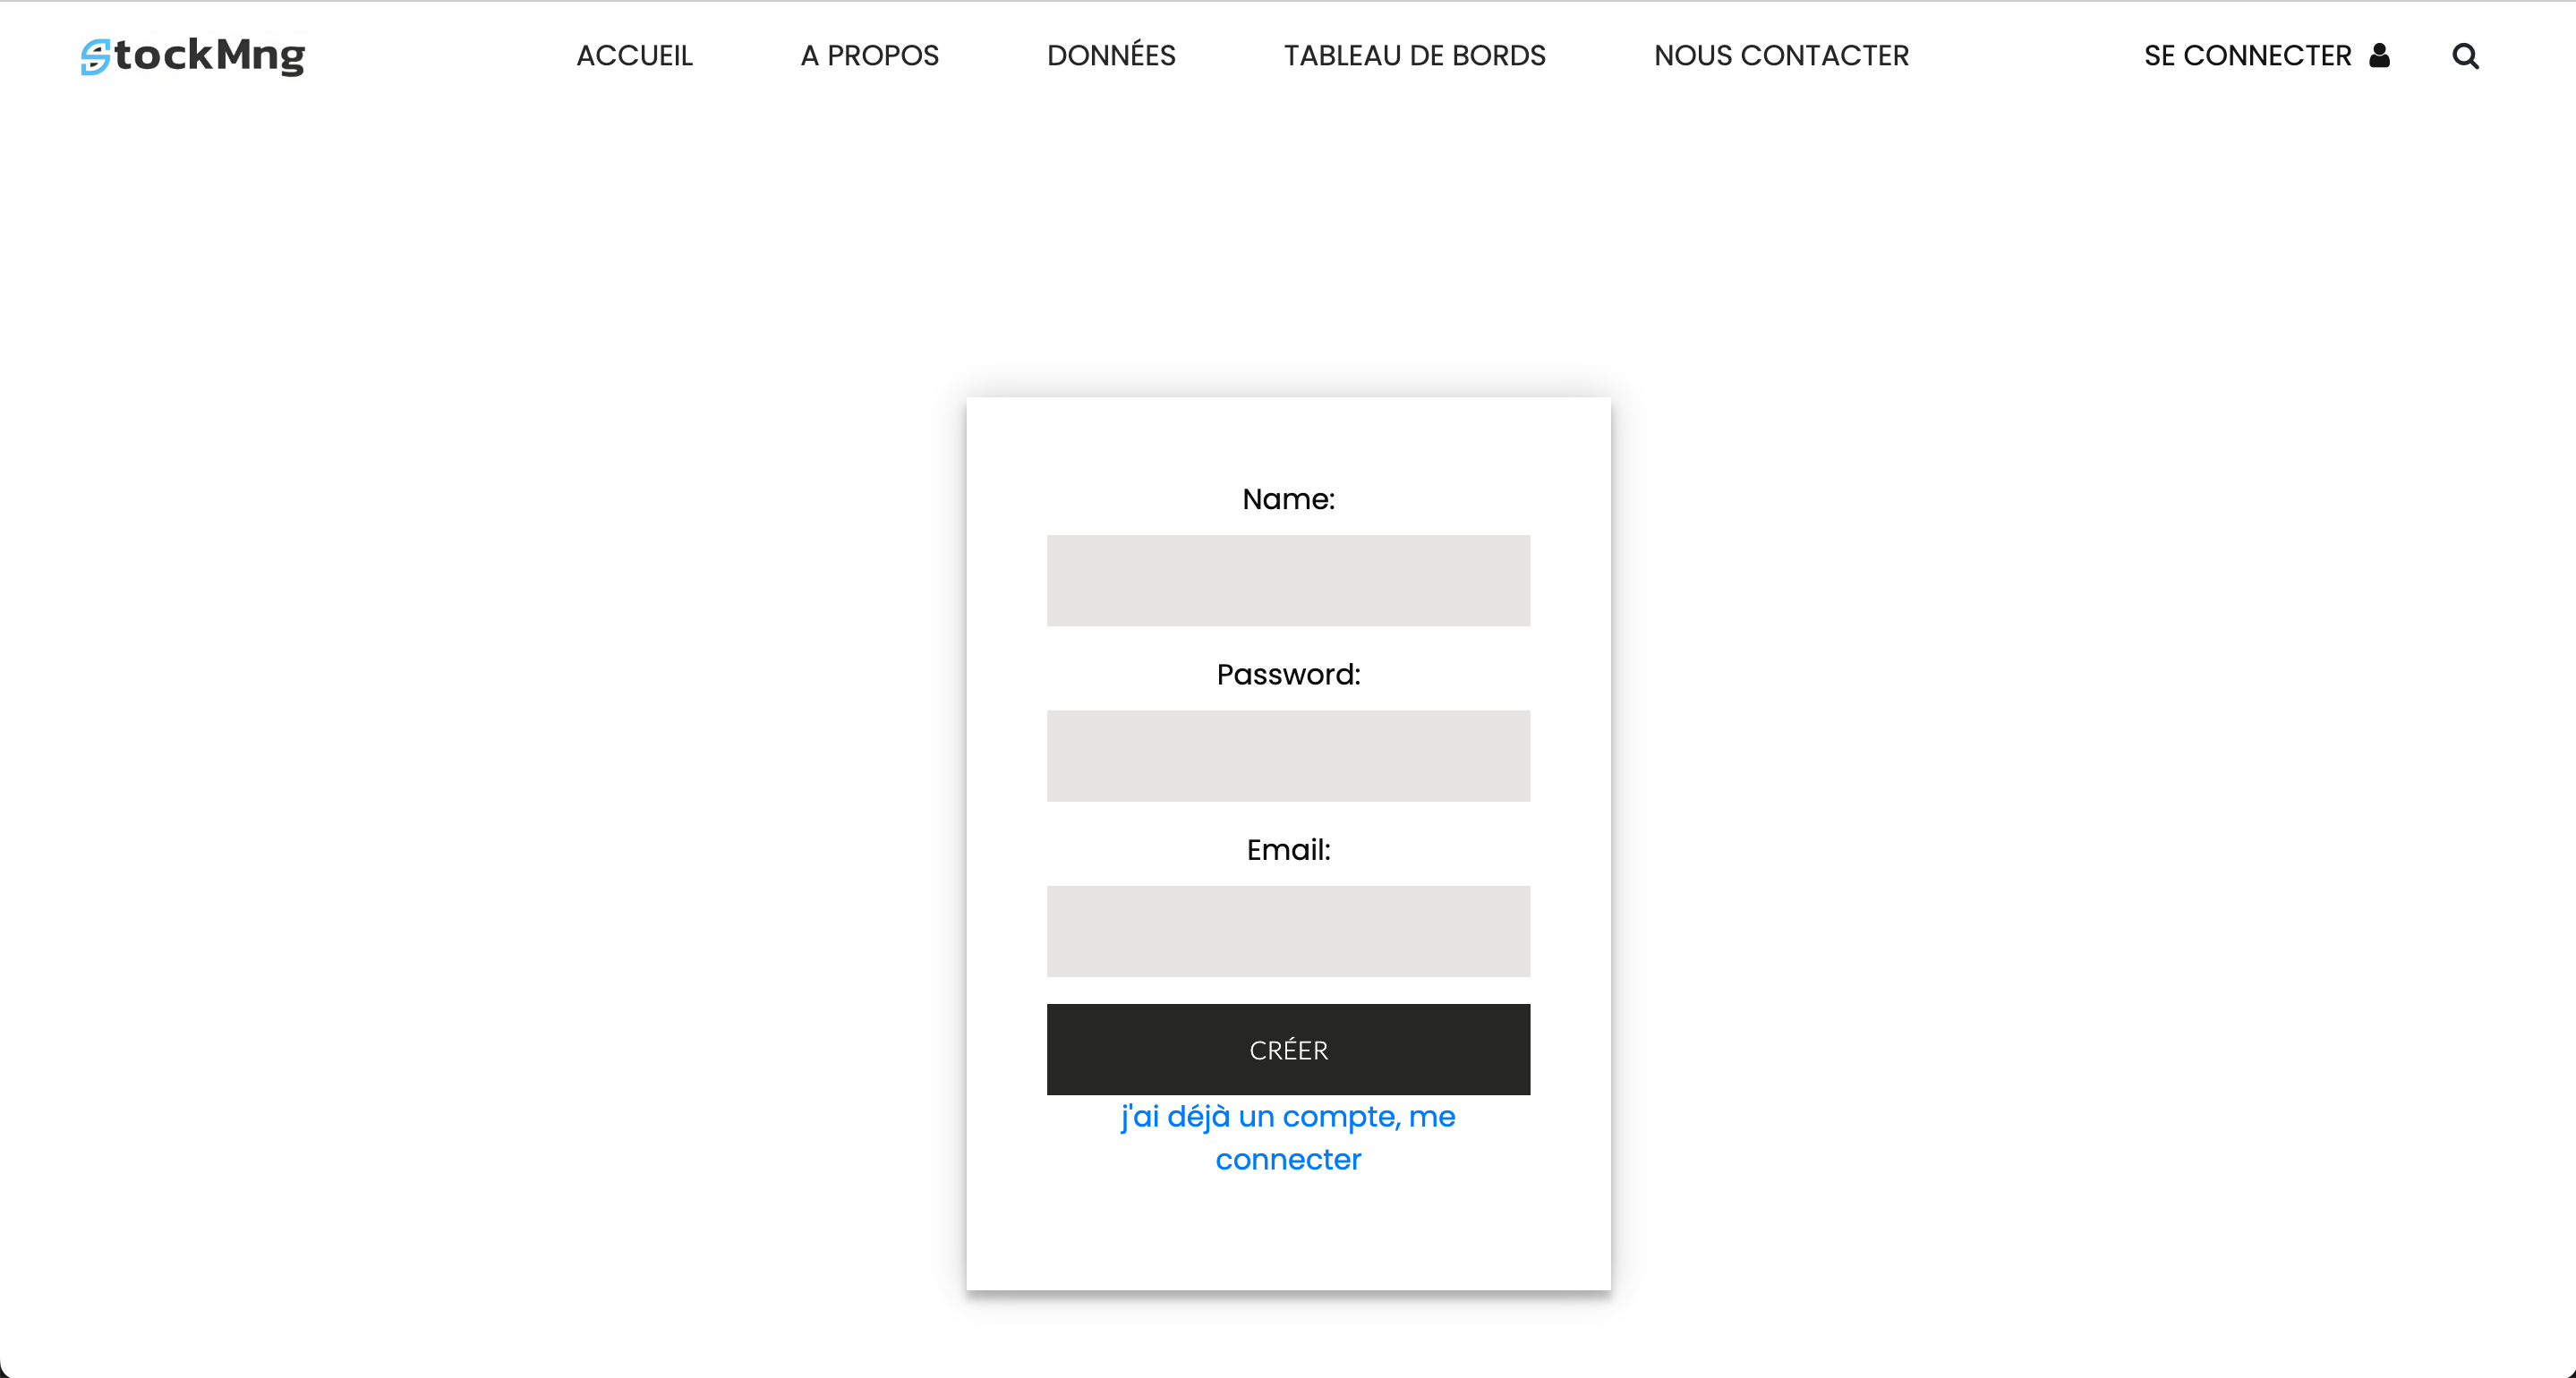 StockMng
ACCUEIL
A PROPOS
DONNÉES
TABLEAU DE BORDS
NOUS CONTACTER
SE CONNECTER
Name:
Password:
Email:
CRÉER
j'ai déjà un compte, me
connecter